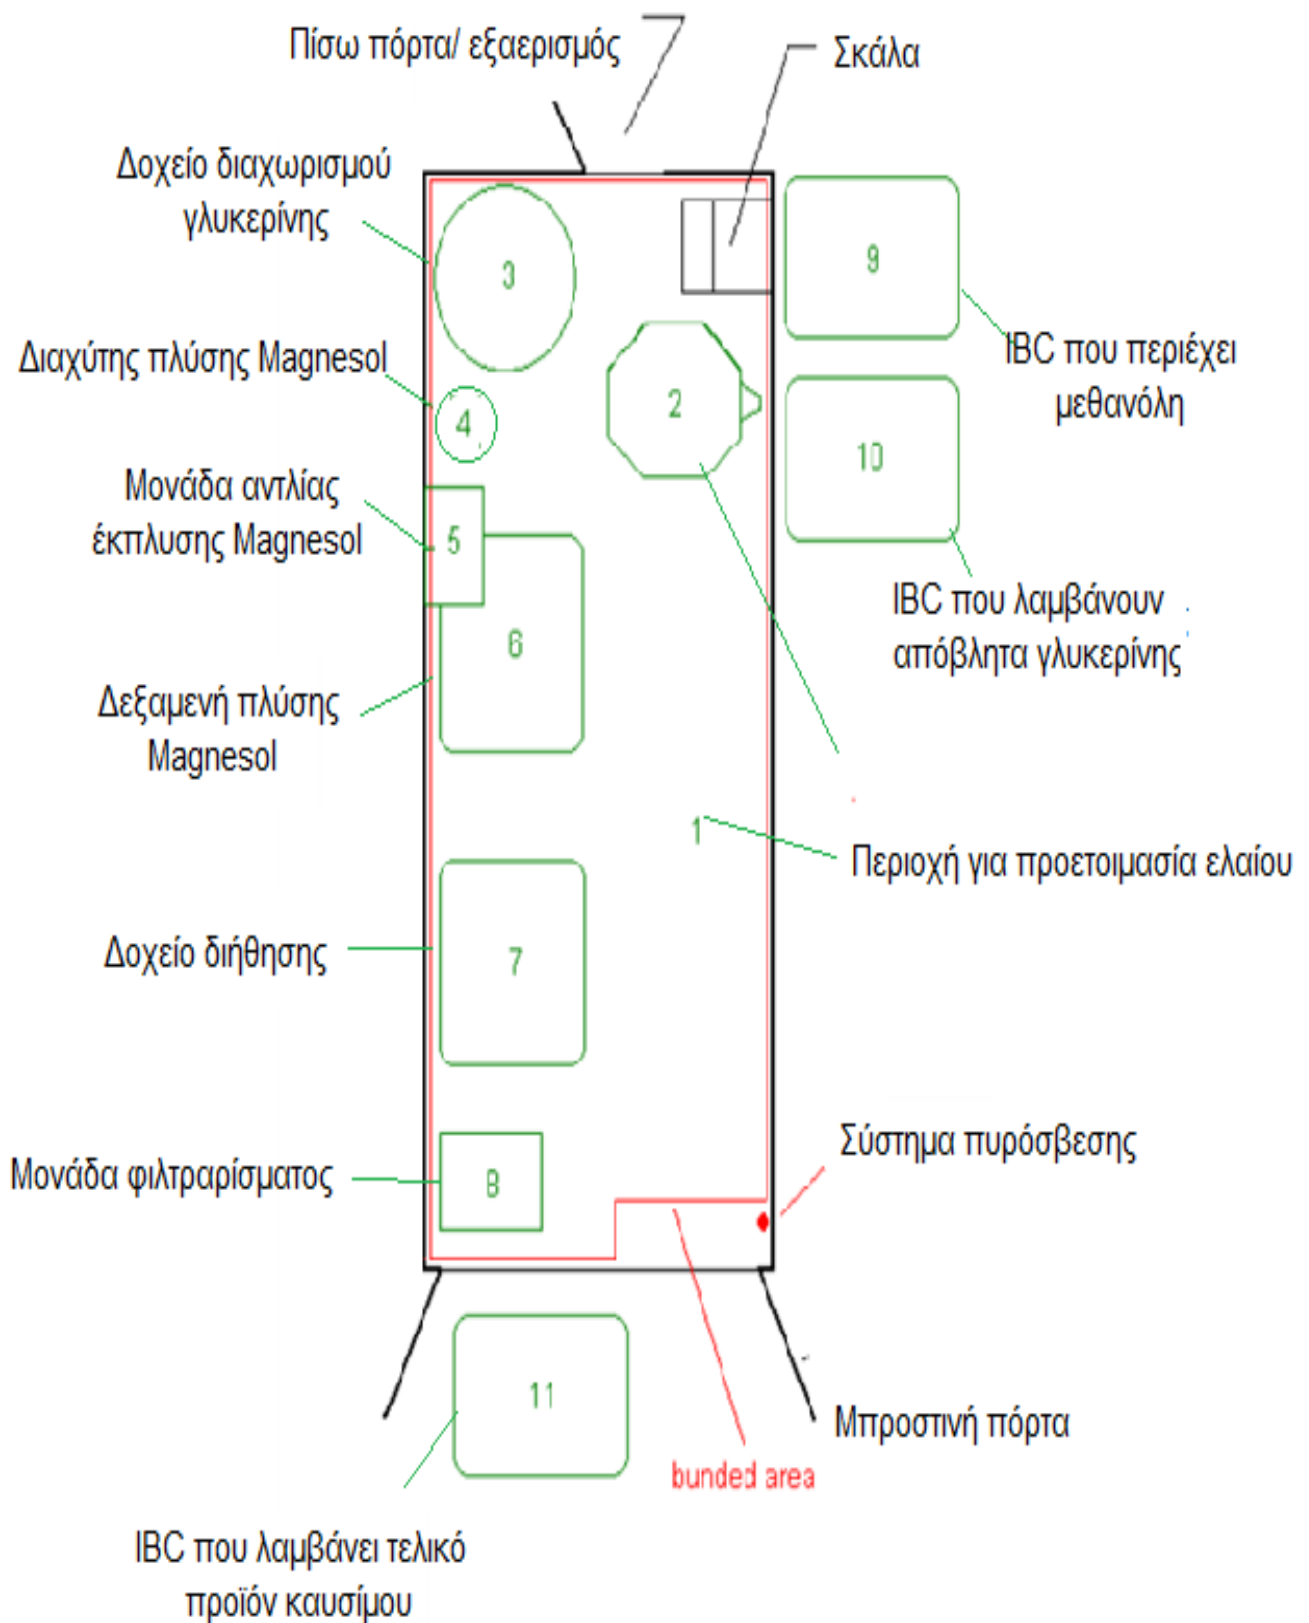 Πίσω πόρτα/ εξαερισμός
Σκάλα
Δοχείο διαχωρισμού
γλυκερίνης
3
9
Διαχύτης πλύσης Magnesol
IBC που περιέχει
μεθανόλη
2
4
10
Μονάδα αντλίας
έκπλυσης Magnesol
5
IBC που λαμβάνουν
απόβλητα γλυκερίνης
6
Δεξαμενή πλύσης
Magnesol
1
Περιοχή για προετοιμασία ελαίου
Δοχείο διήθησης
7
Σύστημα πυρόσβεσης
Μονάδα φιλτραρίσματος
8
11
Μπροστινή πόρτα
bunded area
IBC που λαμβάνει τελικό
προϊόν καυσίμου